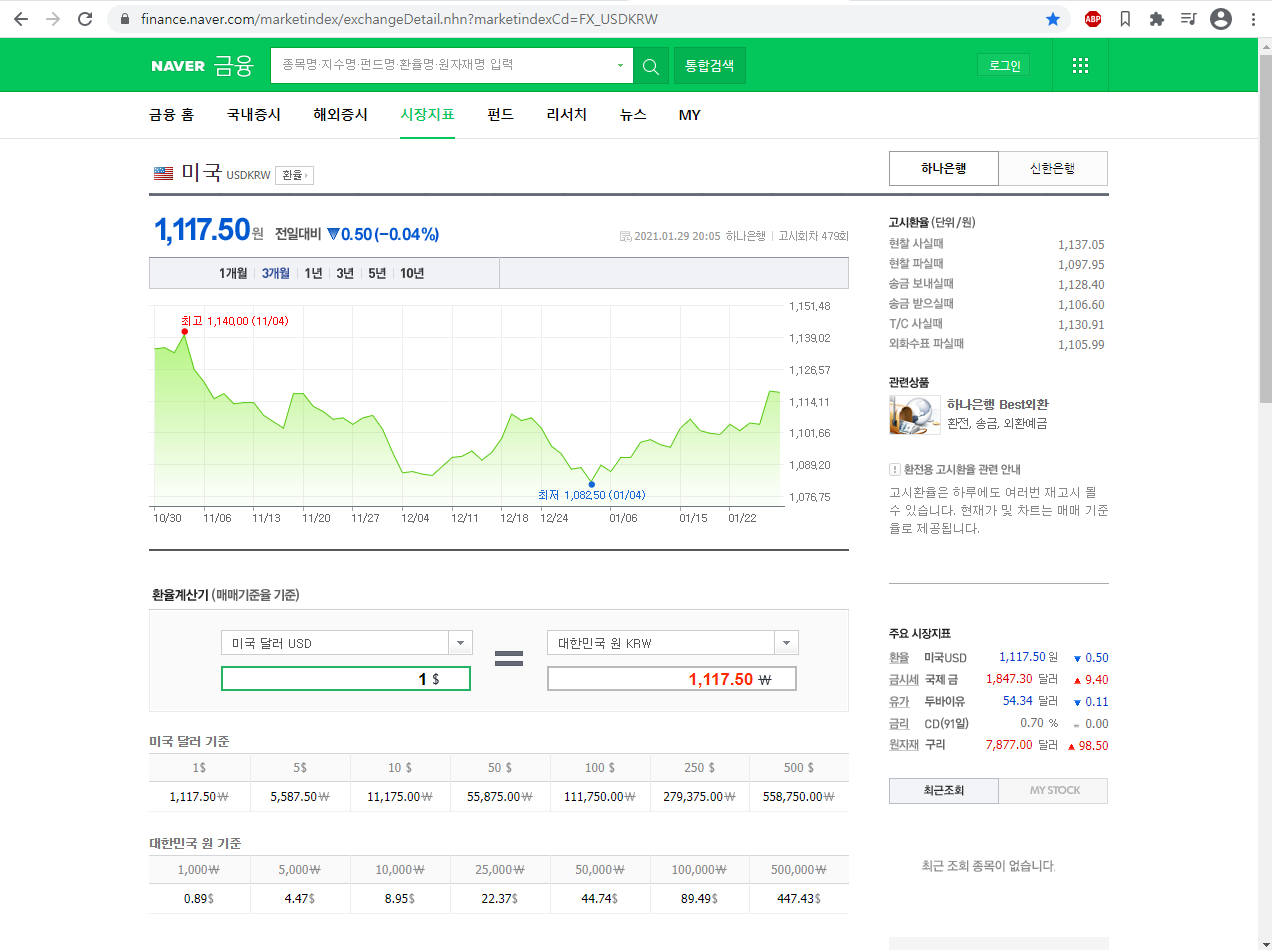 finance.naver.com/marketindex/exchangeDetail.nhn?marketindexCd=FX_USDKRW
ABP
NAVER 금융
종목명·지수명·펀드명·환율명·원자재명 입력
통합검색
로그인
금융 홈 국내증시 해외증시 시장지표 펀드 리서치 뉴스 MY
미국 USDKRW 환율
하나은행 신한은행
1,117.50원 전일대비 ▼0.50(-0.04%)
2021.01.29 20:05 하나은행 고시회차 479회
1개월 3개월 1년 3년 5년 10년
최고 1,140.00 (11/04)
최저 1,082.50 (01/04)
1,151.48
1,139.02
1,126.57
1,114.11
1,101.66
1,089.20
1,076.75
10/30 11/06 11/13 11/20 11/27 12/04 12/11 12/18 12/24 01/06 01/15 01/22
고시환율 (단위/원)
현찰 사실때 1,137.05
현찰 파실때 1,097.95
송금 보내실때 1,128.40
송금 받으실때 1,106.60
T/C 사실때 1,130.91
외화수표 파실때 1,105.99
관련상품
하나은행 Best외환
환전, 송금, 외환예금
! 환전용 고시환율 관련 안내
고시환율은 하루에도 여러번 재고시 될
수 있습니다. 현재가 및 차트는 매매 기준
율로 제공됩니다.
환율계산기 (매매기준율 기준)
미국 달러 USD 대한민국 원 KRW
1 $ 1,117.50 ₩
미국 달러 기준
1$ 5$ 10 $ 50 $ 100 $ 250 $ 500 $
1,117.50₩ 5,587.50₩ 11,175.00₩ 55,875.00₩ 111,750.00₩ 279,375.00₩ 558,750.00₩
대한민국 원 기준
1,000₩ 5,000₩ 10,000₩ 25,000₩ 50,000₩ 100,000₩ 500,000₩
0.89$ 4.47$ 8.95$ 22.37$ 44.74$ 89.49$ 447.43$
주요 시장지표
환율 미국USD 1,117.50 원 ▼ 0.50
금시세 국제 금 1,847.30 달러 ▲ 9.40
유가 두바이유 54.34 달러 ▼ 0.11
금리 CD(91일) 0.70 % - 0.00
원자재 구리 7,877.00 달러 ▲ 98.50
최근조회 MY STOCK
최근 조회 종목이 없습니다.